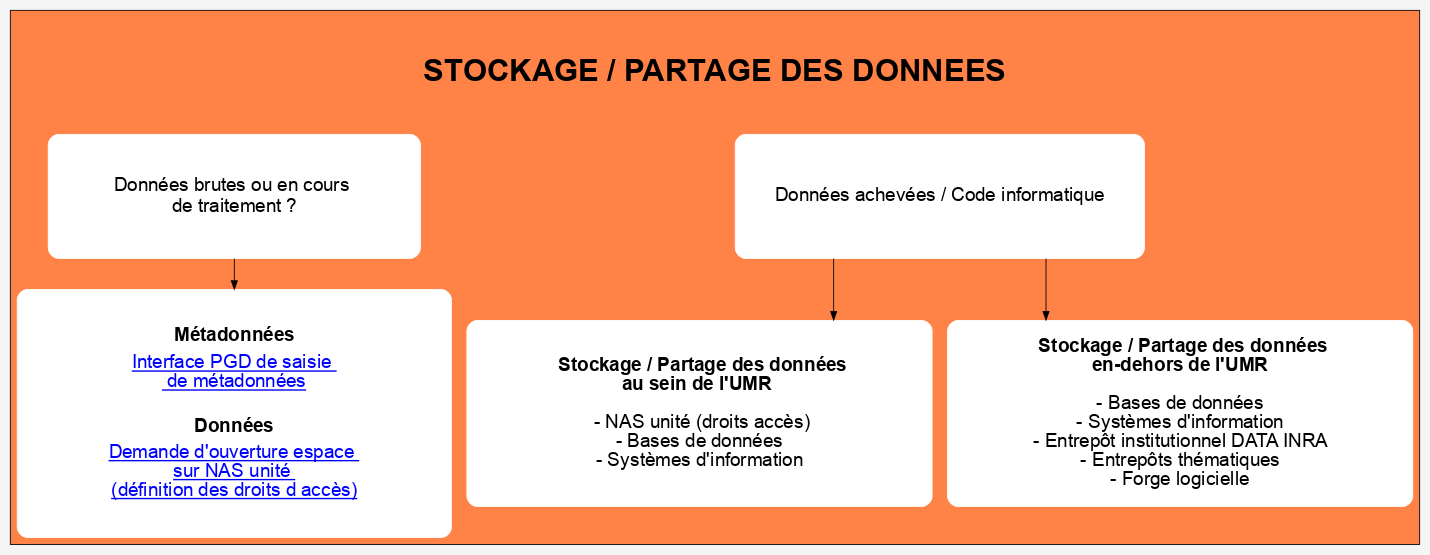 STOCKAGE / PARTAGE DES DONNEES
Données brutes ou en cours
de traitement ?
Données achevées / Code informatique
Métadonnées
Interface PGD de saisie
de métadonnées
Données
Demande d'ouverture espace
sur NAS unité
(définition des droits d accès)
Stockage / Partage des données
au sein de l'UMR
- NAS unité (droits accès)
- Bases de données
- Systèmes d'information
Stockage / Partage des données
en-dehors de l'UMR
- Bases de données
- Systèmes d'information
- Entrepôt institutionnel DATA INRA
- Entrepôts thématiques
- Forge logicielle